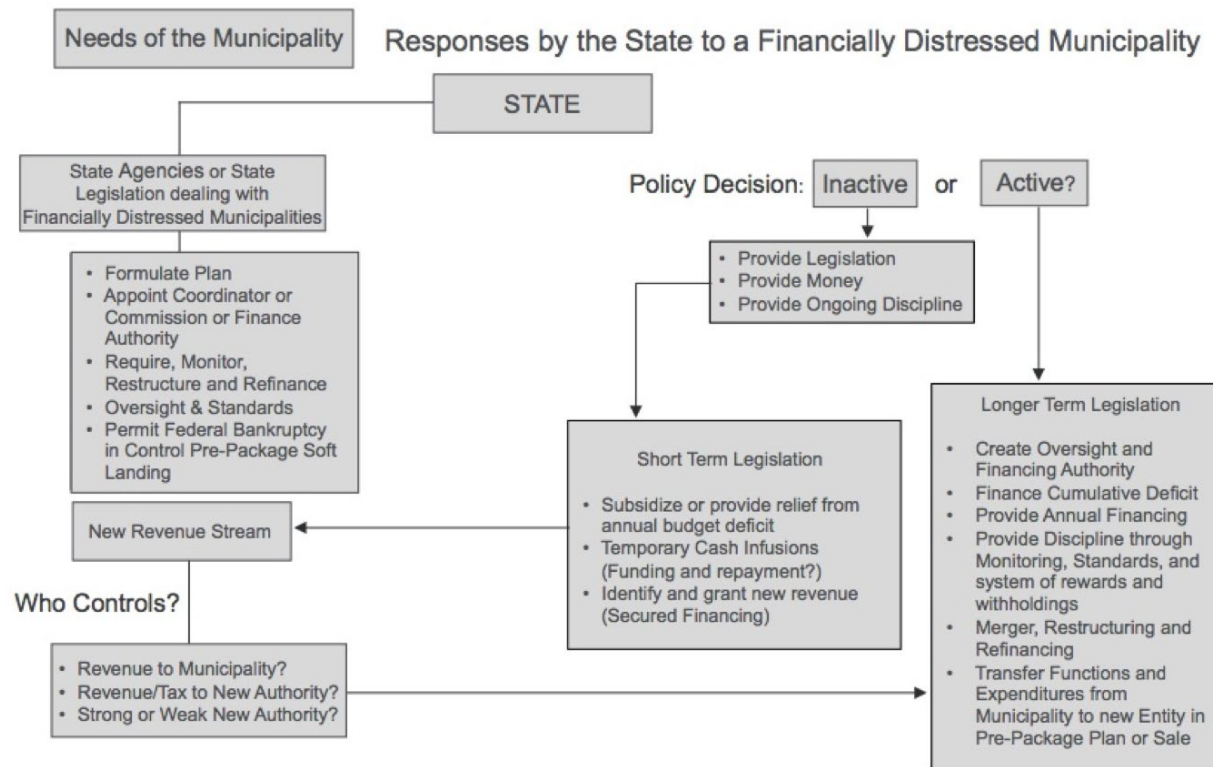 Needs of the Municipality
Responses by the State to a Financially Distressed Municipality
STATE
State Agencies or State
Legislation dealing with
Financially Distressed Municipalities
• Formulate Plan
• Appoint Coordinator or
Commission or Finance
Authority
• Require, Monitor,
Restructure and Refinance
• Oversight & Standards
• Permit Federal Bankruptcy
in Control Pre-Package Soft
Landing
Policy Decision: Inactive or Active?
• Provide Legislation
• Provide Money
• Provide Ongoing Discipline
Short Term Legislation
• Subsidize or provide relief from
annual budget deficit
• Temporary Cash Infusions
(Funding and repayment?)
• Identify and grant new revenue
(Secured Financing)
Longer Term Legislation
• Create Oversight and
Financing Authority
• Finance Cumulative Deficit
• Provide Annual Financing
• Provide Discipline through
Monitoring, Standards, and
system of rewards and
withholdings
• Merger, Restructuring and
Refinancing
• Transfer Functions and
Expenditures from
Municipality to new Entity in
Pre-Package Plan or Sale
New Revenue Stream
Who Controls?
• Revenue to Municipality?
• Revenue/Tax to New Authority?
• Strong or Weak New Authority?